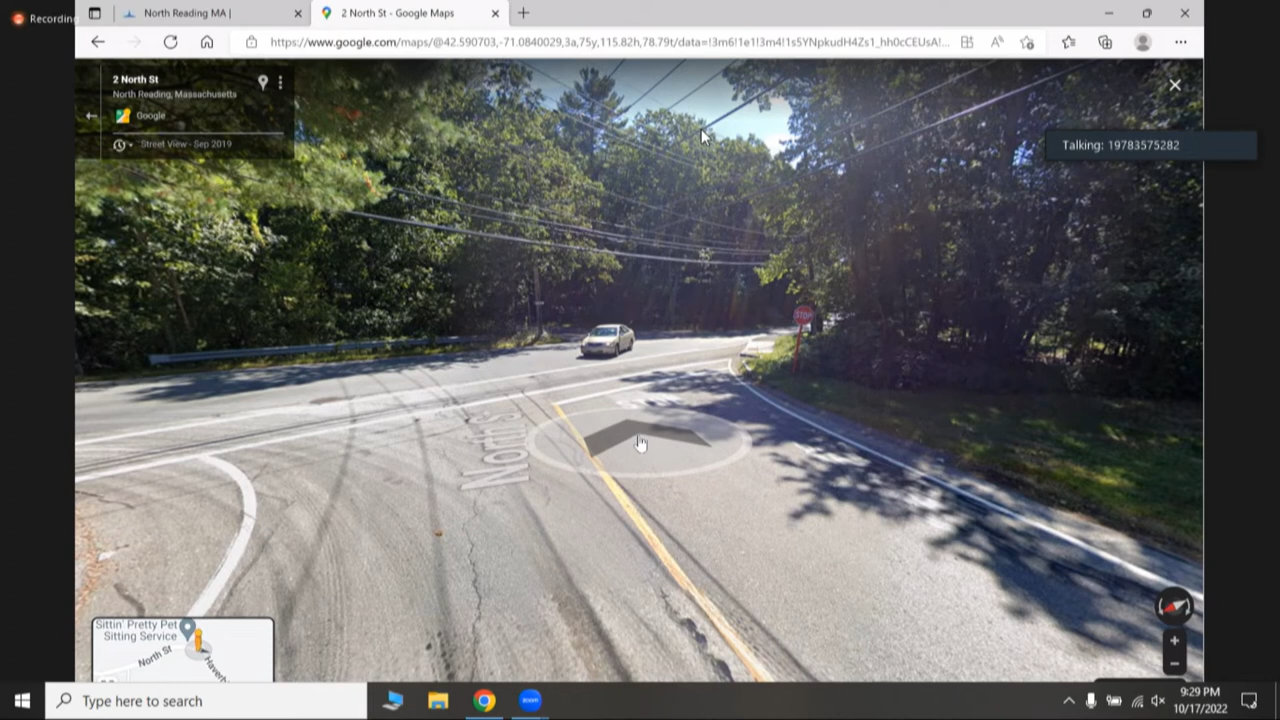 Recording
North Reading MA |
2 North St - Google Maps
https://www.google.com/maps/@42.590703,-71.0840029,3a,75y,115.82h,78.79t/data=!3m6!1e1!3m4!1s5YNpkudH4Zs1_hh0cCEUsA!...
2 North St
North Reading, Massachusetts
Google
Street View - Sep 2019
Talking: 19783575282
STOP
North St
Sittin' Pretty Pet
Sitting Service
North St
Haverh
Type here to search
zoom
9:29 PM
10/17/2022